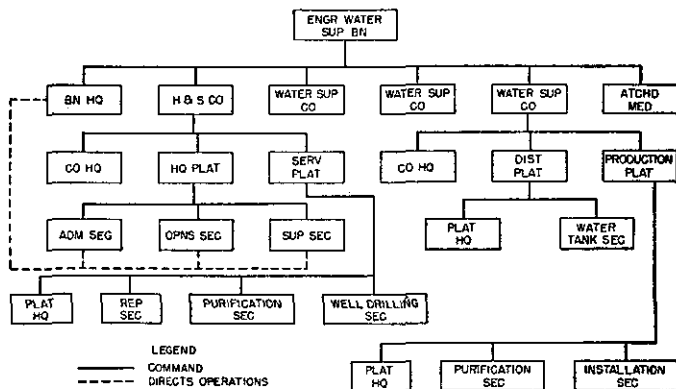 ENGR WATER
SUP BN
BN HQ
H & S CO
WATER SUP
CO
WATER SUP
CO
WATER SUP
CO
ATCHD
MED
CO HQ
HQ PLAT
SERV
PLAT
CO HQ
DIST
PLAT
PRODUCTION
PLAT
ADM SEG
OPNS SEC
SUP SEC
PLAT
HQ
WATER
TANK SEC
PLAT
HQ
REP
SEC
PURIFICATION
SEC
WELL DRILLING
SEC
LEGEND
COMMAND
DIRECTS OPERATIONS
PLAT
HQ
PURIFICATION
SEC
INSTALLATION
SEC